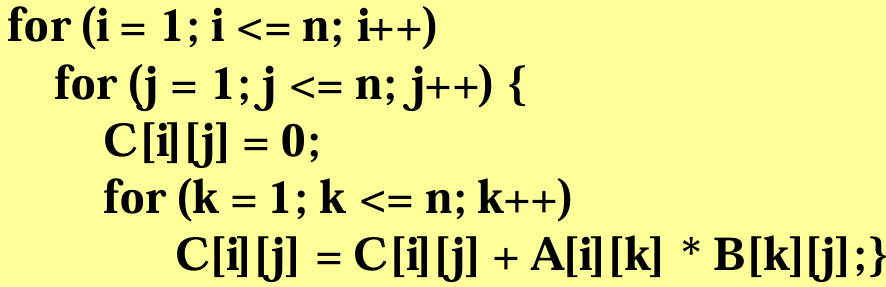 for (i = 1; i <= n; i++)
for (j = 1; j <= n; j++) {
C[i][j] = 0;
for (k = 1; k <= n; k++)
C[i][j] = C[i][j] + A[i][k] * B[k][j];}